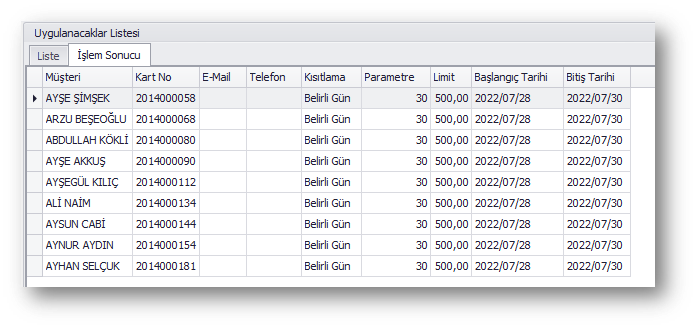 Uygulanacaklar Listesi
Liste İşlem Sonucu
Müşteri Kart No E-Mail Telefon Kısıtlama Parametre Limit Başlangıç Tarihi Bitiş Tarihi
AYŞE ŞİMŞEK 2014000058 Belirli Gün 30 500,00 2022/07/28 2022/07/30
ARZU BEŞEOĞLU 2014000068 Belirli Gün 30 500,00 2022/07/28 2022/07/30
ABDULLAH KÖKLİ 2014000080 Belirli Gün 30 500,00 2022/07/28 2022/07/30
AYŞE AKKUŞ 2014000090 Belirli Gün 30 500,00 2022/07/28 2022/07/30
AYŞEGÜL KILIÇ 2014000112 Belirli Gün 30 500,00 2022/07/28 2022/07/30
ALİ NAİM 2014000134 Belirli Gün 30 500,00 2022/07/28 2022/07/30
AYSUN CABİ 2014000144 Belirli Gün 30 500,00 2022/07/28 2022/07/30
AYNUR AYDIN 2014000154 Belirli Gün 30 500,00 2022/07/28 2022/07/30
AYHAN SELÇUK 2014000181 Belirli Gün 30 500,00 2022/07/28 2022/07/30